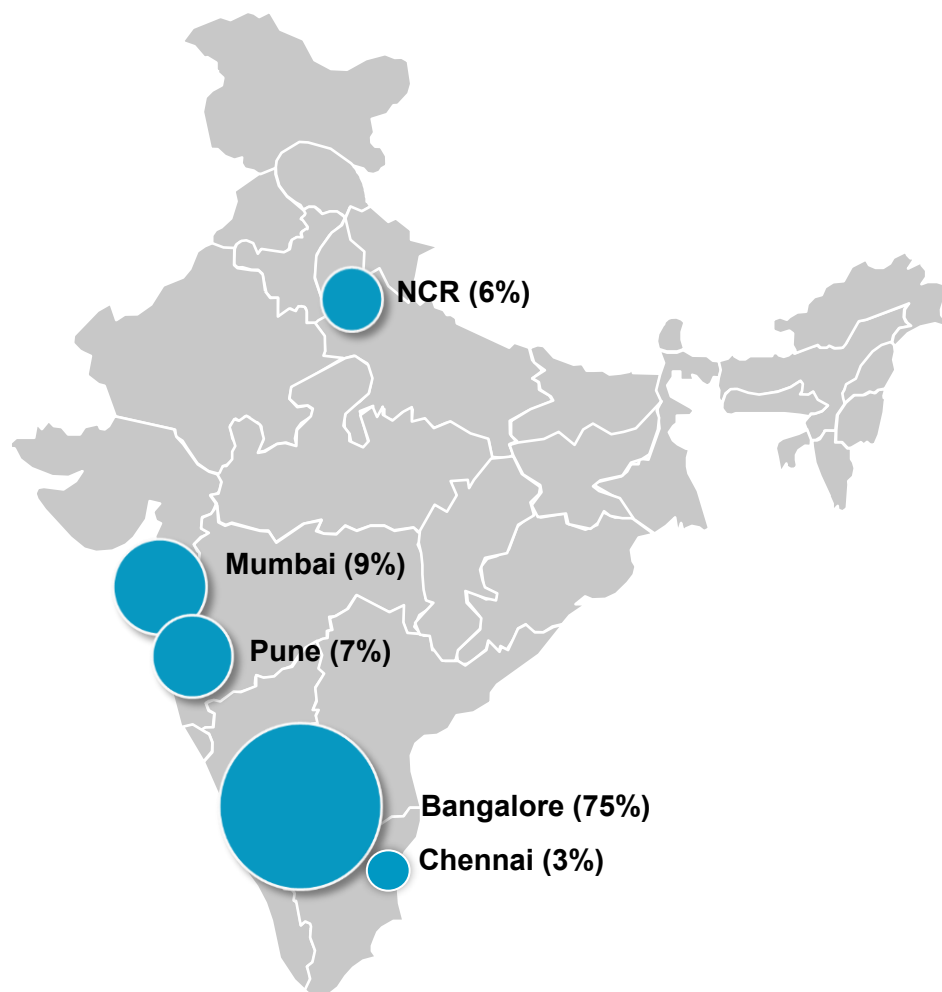 NCR (6%)
Mumbai (9%)
Pune (7%)
Bangalore (75%)
Chennai (3%)